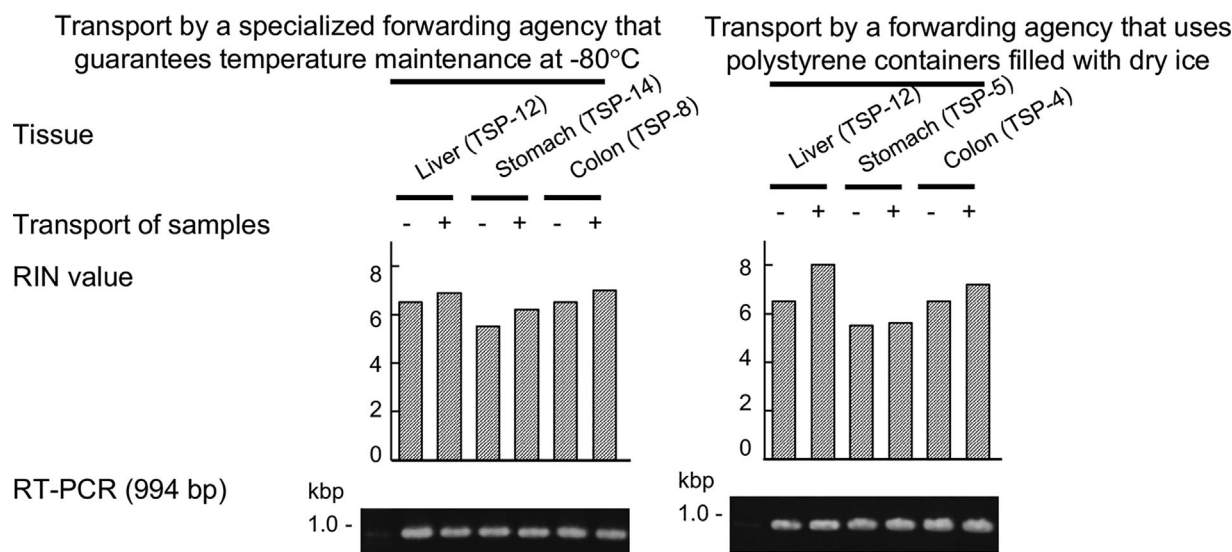 Transport by a specialized forwarding agency that
guarantees temperature maintenance at -80°C
Transport by a forwarding agency that uses
polystyrene containers filled with dry ice
Tissue
Liver (TSP-12)
Stomach (TSP-14)
Colon (TSP-8)
Liver (TSP-12)
Stomach (TSP-5)
Colon (TSP-4)
Transport of samples
- + - + - +
- + - + - +
RIN value
8
6
4
2
0
8
6
4
2
0
RT-PCR (994 bp)
kbp
1.0 -
kbp
1.0 -